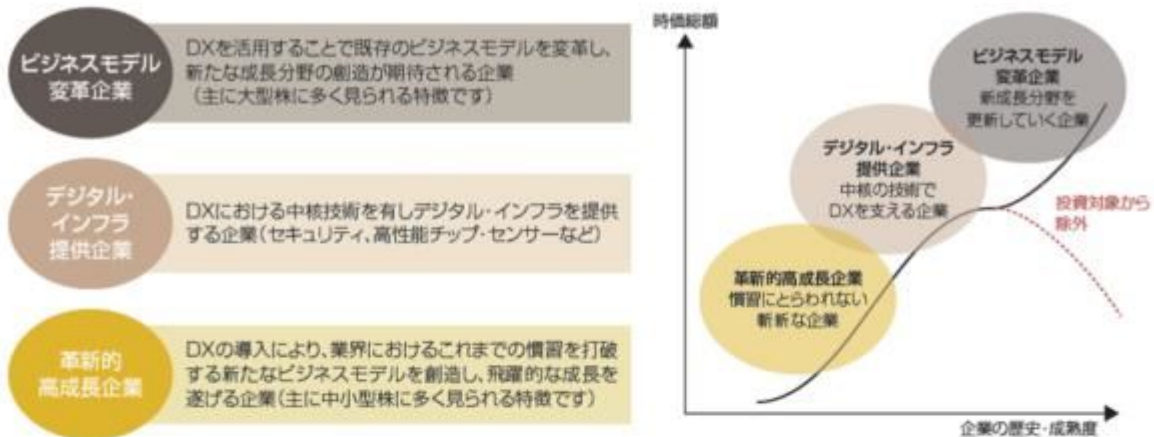 ビジネスモデル
変革企業
DXを活用することで既存のビジネスモデルを変革し、
新たな成長分野の創造が期待される企業
（主に大型株に多く見られる特徴です）
デジタル・
インフラ
提供企業
DXにおける中核技術を有しデジタル・インフラを提供
する企業（セキュリティ、高性能チップ・センサーなど）
革新的
高成長企業
DXの導入により、業界におけるこれまでの慣習を打破
する新たなビジネスモデルを創造し、飛躍的な成長を
遂げる企業（主に中小型株に多く見られる特徴です）
時価総額
ビジネスモデル
変革企業
新成長分野を
更新していく企業
デジタル・インフラ
提供企業
中核の技術で
DXを支える企業
投資対象から
除外
革新的高成長企業
慣習にとらわれない
斬新な企業
企業の歴史・成熟度